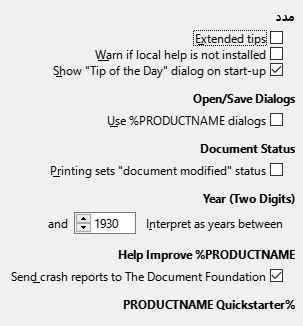 مدد
Extended tips
Warn if local help is not installed
Show "Tip of the Day" dialog on start-up
Open/Save Dialogs
Use %PRODUCTNAME dialogs
Document Status
Printing sets "document modified" status
Year (Two Digits)
Interpret as years between 1930 and
Help Improve %PRODUCTNAME
Send crash reports to The Document Foundation
PRODUCTNAME Quickstarter%